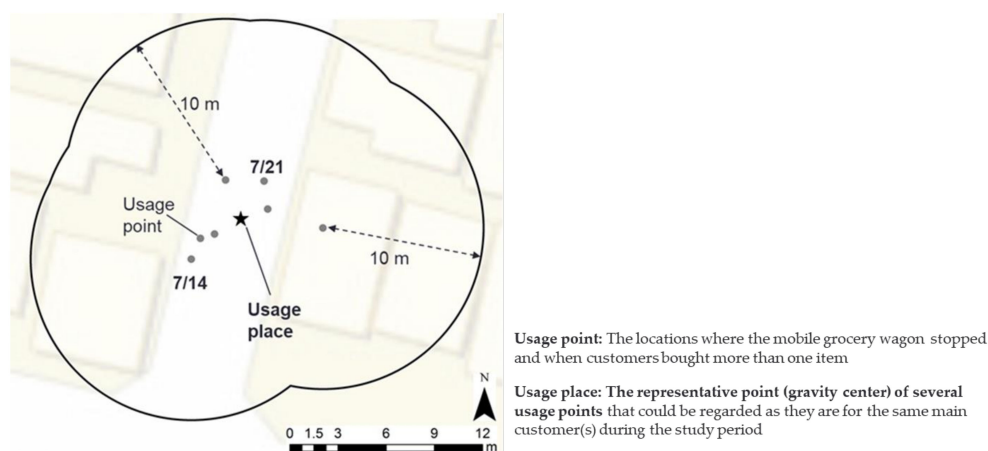 10 m
7/21
Usage
point
10 m
7/14
Usage
place
N
0 1.5 3 6 9 12
m
Usage point: The locations where the mobile grocery wagon stopped
and when customers bought more than one item
Usage place: The representative point (gravity center) of several
usage points that could be regarded as they are for the same main
customer(s) during the study period